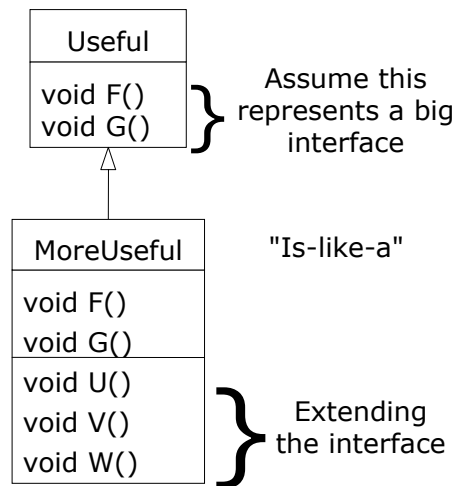 Useful
void F()
void G()
Assume this
represents a big
interface
MoreUseful
"Is-like-a"
void F()
void G()
void U()
void V()
void W()
Extending
the interface